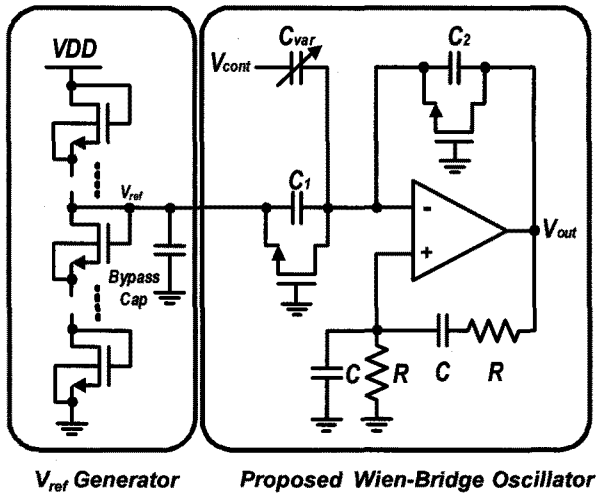 VDD
Vref
Bypass
Cap
Vcont
Cvar
C1
C2
-
+
Vout
C
R
C
R
Vref Generator
Proposed Wien-Bridge Oscillator